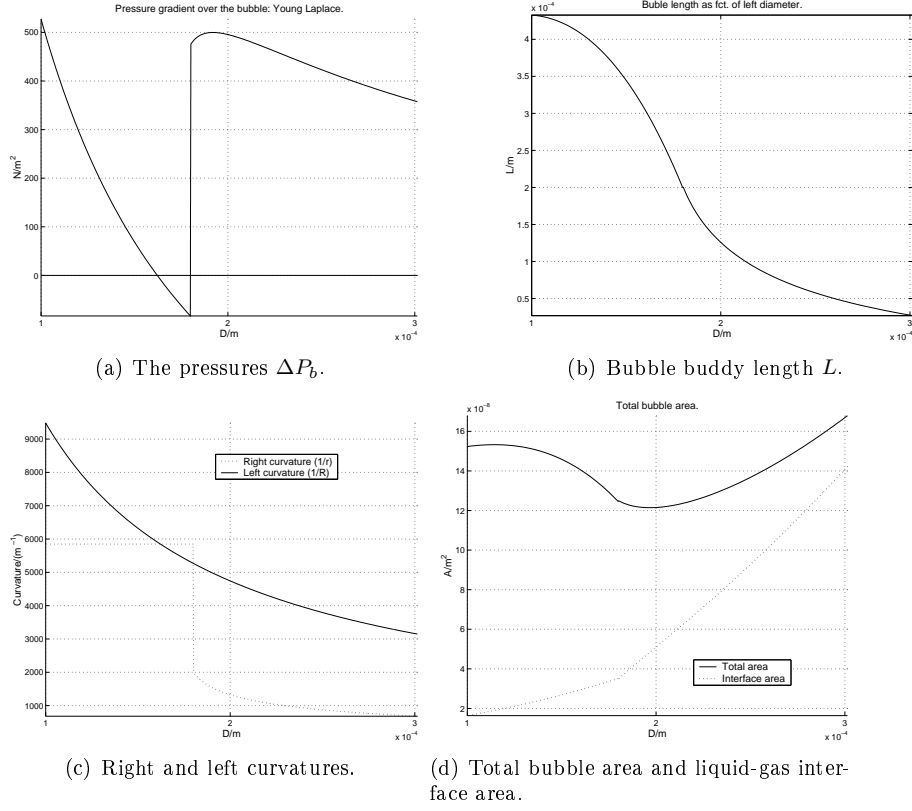 Pressure gradient over the bubble: Young Laplace.
500
400
300
200
100
0
N/m²
1
2
3
D/m
x 10⁻⁴
(a) The pressures ΔP_b.
x 10⁻⁴
Buble length as fct. of left diameter.
4
3.5
3
2.5
2
1.5
1
0.5
L/m
1
2
3
D/m
x 10⁻⁴
(b) Bubble buddy length L.
9000
8000
7000
6000
5000
4000
3000
2000
1000
Curvature/(m⁻¹)
Right curvature (1/r)
Left curvature (1/R)
1
2
3
D/m
x 10⁻⁴
(c) Right and left curvatures.
x 10⁻⁸
Total bubble area.
16
14
12
10
8
6
4
2
A/m²
Total area
Interface area
1
2
3
D/m
x 10⁻⁴
(d) Total bubble area and liquid-gas inter-
face area.